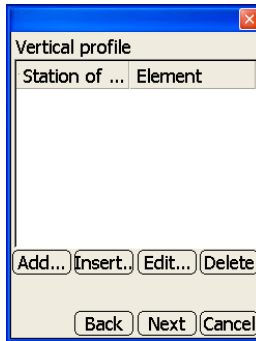 Vertical profile
Station of ... Element
Add... Insert.. Edit... Delete
Back Next Cancel